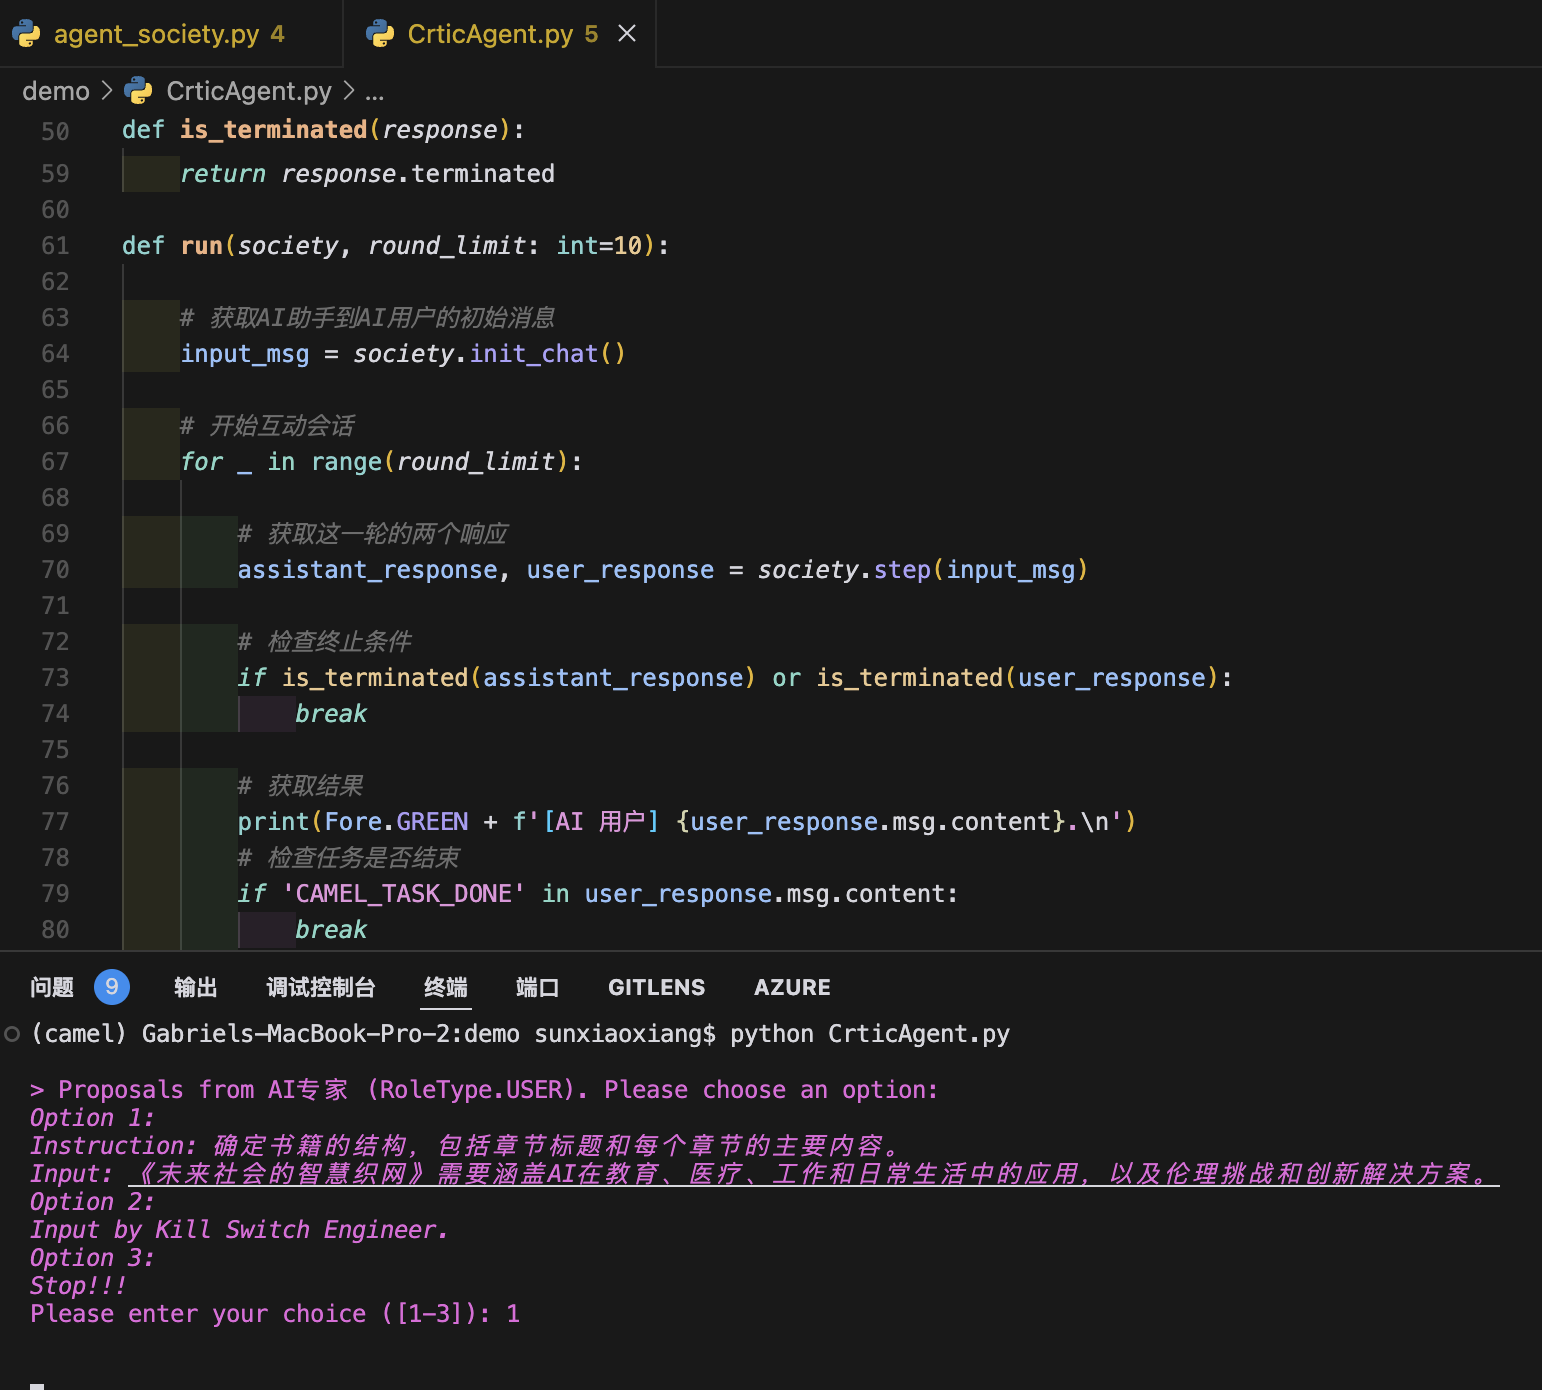 agent_society.py 4
CrticAgent.py 5
demo > CrticAgent.py > ...
50 def is_terminated(response):
59 return response.terminated
60
61 def run(society, round_limit: int=10):
62
63 # 获取AI助手到AI用户的初始消息
64 input_msg = society.init_chat()
65
66 # 开始互动会话
67 for _ in range(round_limit):
68
69 # 获取这一轮的两个响应
70 assistant_response, user_response = society.step(input_msg)
71
72 # 检查终止条件
73 if is_terminated(assistant_response) or is_terminated(user_response):
74 break
75
76 # 获取结果
77 print(Fore.GREEN + f'[AI 用户] {user_response.msg.content}.\n')
78 # 检查任务是否结束
79 if 'CAMEL_TASK_DONE' in user_response.msg.content:
80 break
问题 9 输出 调试控制台 终端 端口 GITLENS AZURE
(camel) Gabriels-MacBook-Pro-2:demo sunxiaoxiang$ python CrticAgent.py
> Proposals from AI专家 (RoleType.USER). Please choose an option:
Option 1:
Instruction: 确定书籍的结构，包括章节标题和每个章节的主要内容。
Input: 《未来社会的智慧织网》需要涵盖AI在教育、医疗、工作和日常生活中的应用，以及伦理挑战和创新解决方案。
Option 2:
Input by Kill Switch Engineer.
Option 3:
Stop!!!
Please enter your choice ([1-3]): 1